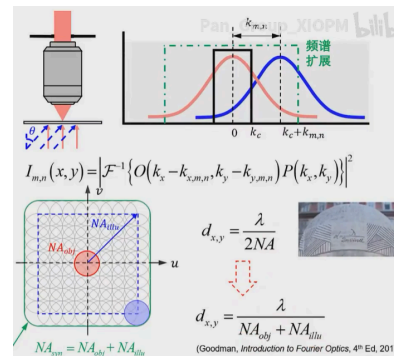 Pan_Group_XIOPM bilibili
k_{m,n}
频谱
扩展
θ
0 k_c k_c+k_{m,n}
I_{m,n}(x,y)=|ℱ^{-1}{O(k_x-k_{x,m,n},k_y-k_{y,m,n})P(k_x,k_y)}|^2
v
NA_{illu}
NA_{obj}
u
d_{x,y}=λ/2NA
d_{x,y}=λ/NA_{obj}+NA_{illu}
NA_{syn}=NA_{obj}+NA_{illu}
(Goodman, Introduction to Fourier Optics, 4th Ed, 201